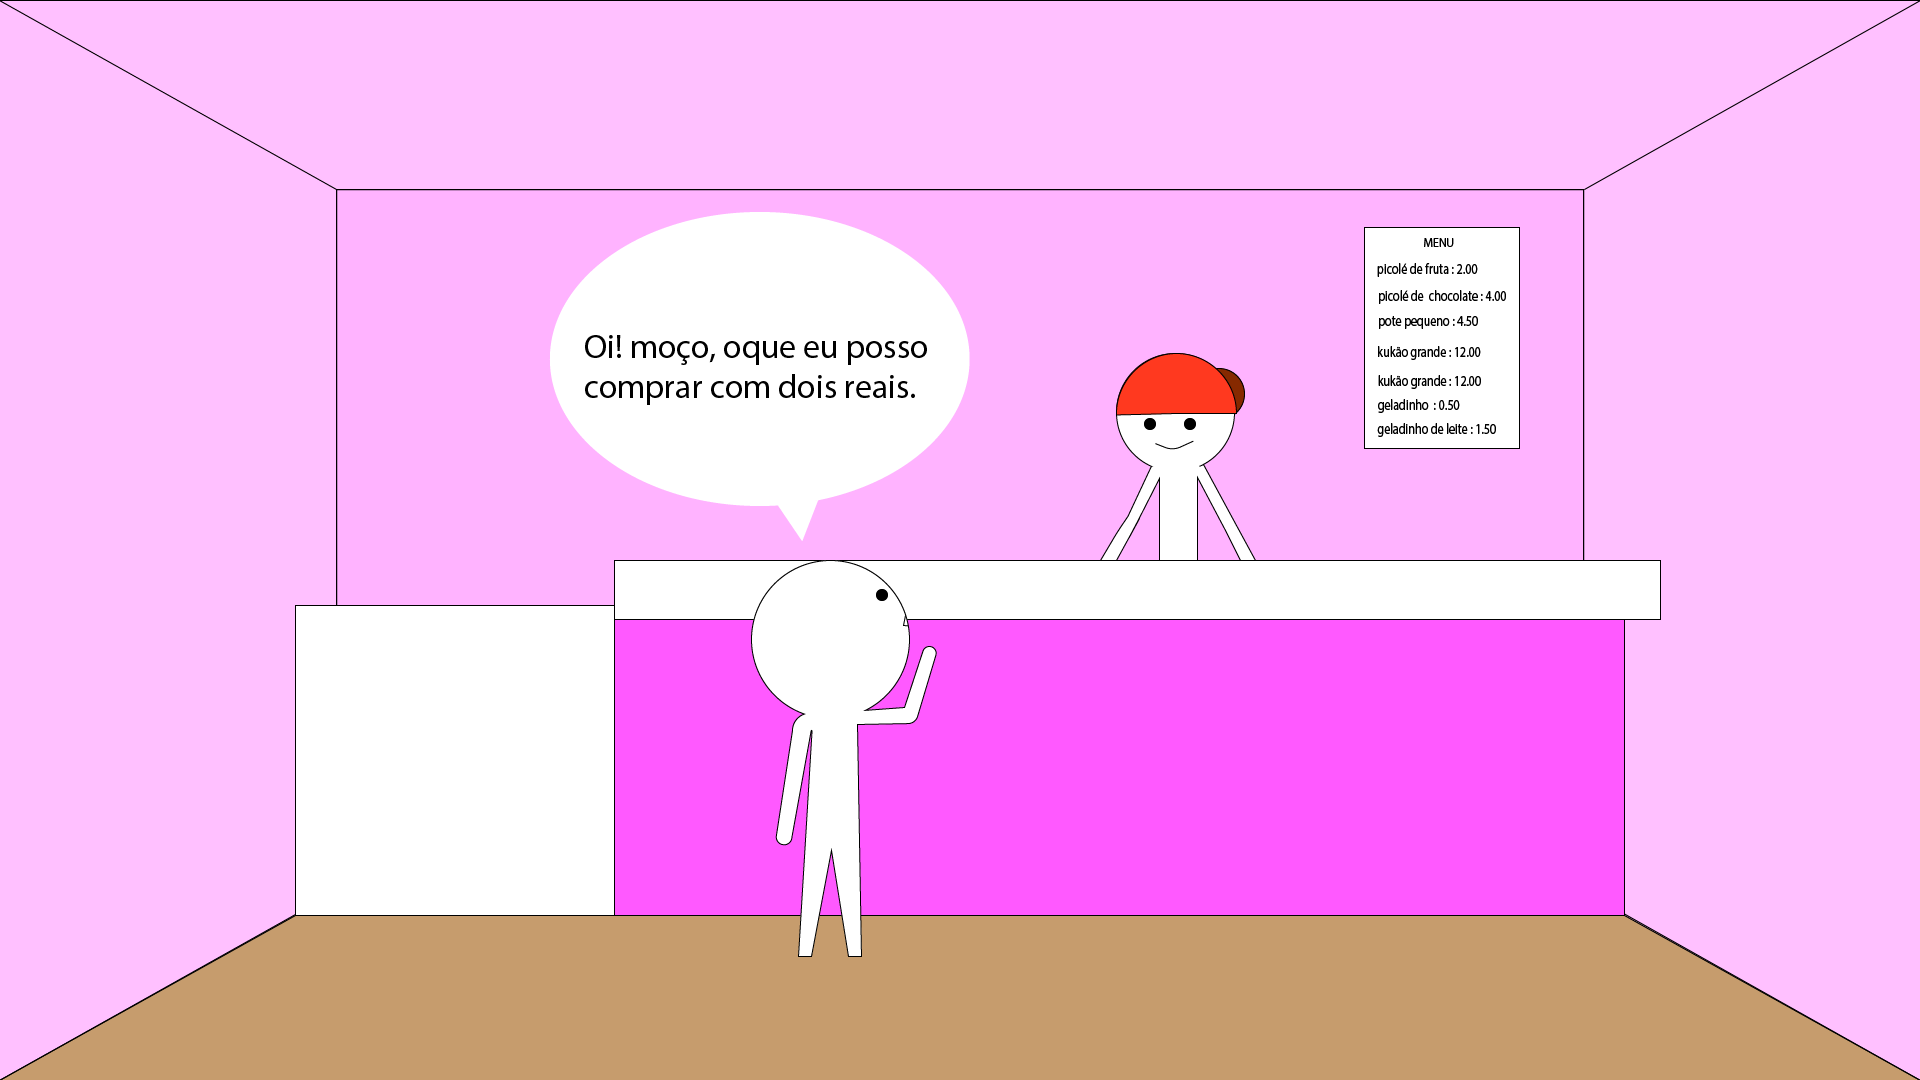 Oi! moço, oque eu posso
comprar com dois reais.
MENU
picolé de fruta : 2.00
picolé de chocolate : 4.00
pote pequeno : 4.50
kukão grande : 12.00
kukão grande : 12.00
geladinho : 0.50
geladinho de leite : 1.50